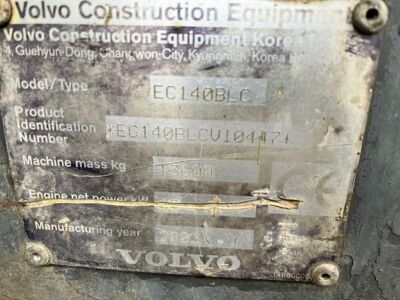 Volvo Construction Equipment
Volvo Construction Equipment Korea
4, Guehyun-Dong, Changwon-City, Kyungnam, Korea
Model/Type EC140BLC
Product
Identification
Number *EC140BLCV10447*
Machine mass kg
Engine net power kW
Manufacturing year
VOLVO